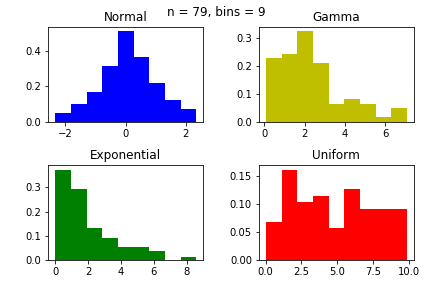 n = 79, bins = 9
Normal
0.4
0.2
0.0
−2 0 2
Gamma
0.3
0.2
0.1
0.0
0 2 4 6
Exponential
0.3
0.2
0.1
0.0
0 2 4 6 8
Uniform
0.15
0.10
0.05
0.00
0.0 2.5 5.0 7.5 10.0